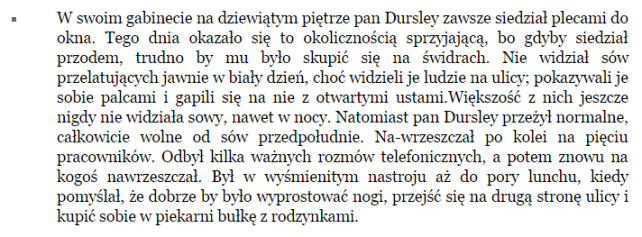 ▪ W swoim gabinecie na dziewiątym piętrze pan Dursley zawsze siedział plecami do
okna. Tego dnia okazało się to okolicznością sprzyjającą, bo gdyby siedział
przodem, trudno by mu było skupić się na świdrach. Nie widział sów
przelatujących jawnie w biały dzień, choć widzieli je ludzie na ulicy; pokazywali je
sobie palcami i gapili się na nie z otwartymi ustami.Większość z nich jeszcze
nigdy nie widziała sowy, nawet w nocy. Natomiast pan Dursley przeżył normalne,
całkowicie wolne od sów przedpołudnie. Na-wrzeszczał po kolei na pięciu
pracowników. Odbył kilka ważnych rozmów telefonicznych, a potem znowu na
kogoś nawrzeszczał. Był w wyśmienitym nastroju aż do pory lunchu, kiedy
pomyślał, że dobrze by było wyprostować nogi, przejść się na drugą stronę ulicy i
kupić sobie w piekarni bułkę z rodzynkami.